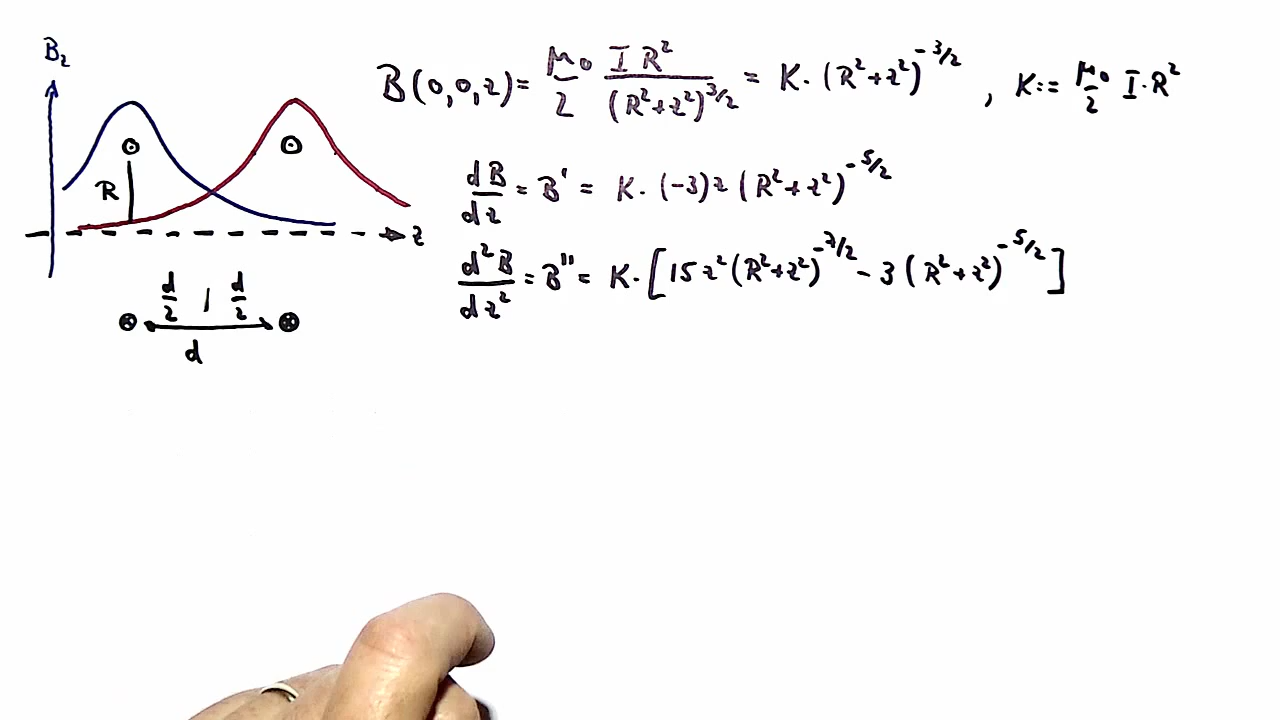 B_z
B(0,0,z) = μ₀/2 I R²/(R²+z²)^{3/2} = K · (R²+z²)^{-3/2} , K := μ₀/2 I · R²
R
dB/dz = B' = K · (-3) z (R²+z²)^{-5/2}
z
d²B/dz² = B'' = K · [15 z² (R²+z²)^{-7/2} - 3 (R²+z²)^{-5/2}]
d/2 | d/2
d